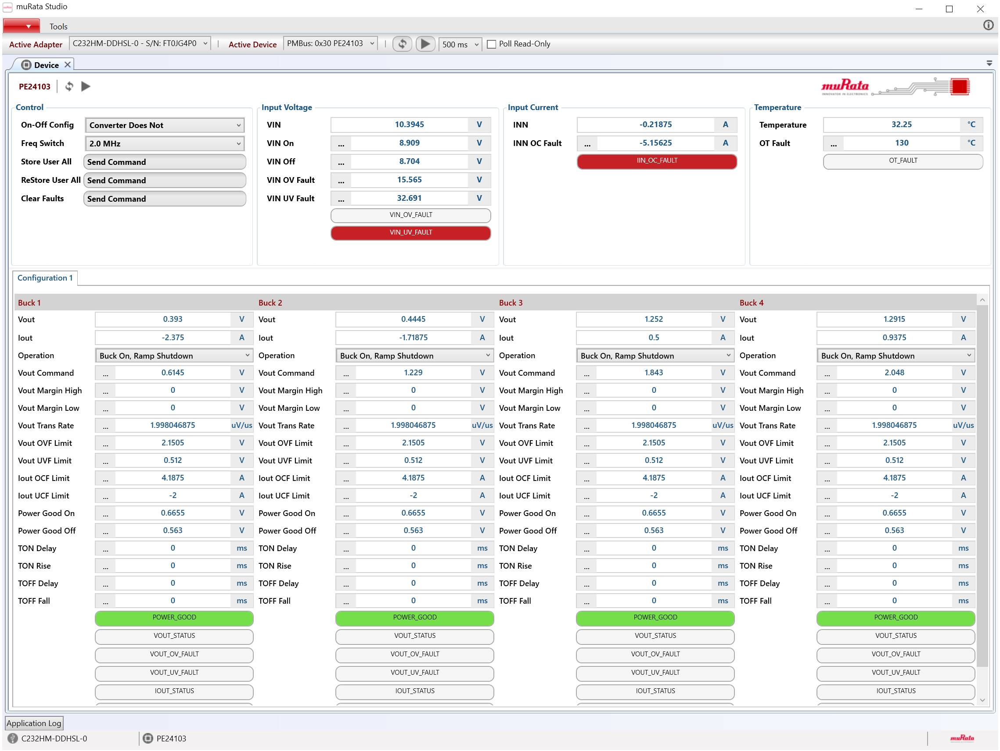 muRata Studio
Tools
Active Adapter C232HM-DDHSL-0 - S/N: FT0JG4P0 | Active Device PMBus: 0x30 PE24103 | 500 ms Poll Read-Only
Device
PE24103
muRata
INNOVATOR IN ELECTRONICS
Control
On-Off Config Converter Does Not
Freq Switch 2.0 MHz
Store User All Send Command
ReStore User All Send Command
Clear Faults Send Command
Input Voltage
VIN 10.3945 V
VIN On ... 8.909 V
VIN Off ... 8.704 V
VIN OV Fault ... 15.565 V
VIN UV Fault ... 32.691 V
VIN_OV_FAULT
VIN_UV_FAULT
Input Current
INN -0.21875 A
INN OC Fault ... -5.15625 A
IIN_OC_FAULT
Temperature
Temperature 32.25 °C
OT Fault ... 130 °C
OT_FAULT
Configuration 1
Buck 1 Buck 2 Buck 3 Buck 4
Vout 0.393 V Vout 0.4445 V Vout 1.252 V Vout 1.2915 V
Iout -2.375 A Iout -1.71875 A Iout 0.5 A Iout 0.9375 A
Operation Buck On, Ramp Shutdown Operation Buck On, Ramp Shutdown Operation Buck On, Ramp Shutdown Operation Buck On, Ramp Shutdown
Vout Command ... 0.6145 V Vout Command ... 1.229 V Vout Command ... 1.843 V Vout Command ... 2.048 V
Vout Margin High ... 0 V Vout Margin High ... 0 V Vout Margin High ... 0 V Vout Margin High ... 0 V
Vout Margin Low ... 0 V Vout Margin Low ... 0 V Vout Margin Low ... 0 V Vout Margin Low ... 0 V
Vout Trans Rate ... 1.998046875 uV/us Vout Trans Rate ... 1.998046875 uV/us Vout Trans Rate ... 1.998046875 uV/us Vout Trans Rate ... 1.998046875 uV/us
Vout OVF Limit ... 2.1505 V Vout OVF Limit ... 2.1505 V Vout OVF Limit ... 2.1505 V Vout OVF Limit ... 2.1505 V
Vout UVF Limit ... 0.512 V Vout UVF Limit ... 0.512 V Vout UVF Limit ... 0.512 V Vout UVF Limit ... 0.512 V
Iout OCF Limit ... 4.1875 A Iout OCF Limit ... 4.1875 A Iout OCF Limit ... 4.1875 A Iout OCF Limit ... 4.1875 A
Iout UCF Limit ... -2 A Iout UCF Limit ... -2 A Iout UCF Limit ... -2 A Iout UCF Limit ... -2 A
Power Good On ... 0.6655 V Power Good On ... 0.6655 V Power Good On ... 0.6655 V Power Good On ... 0.6655 V
Power Good Off ... 0.563 V Power Good Off ... 0.563 V Power Good Off ... 0.563 V Power Good Off ... 0.563 V
TON Delay ... 0 ms TON Delay ... 0 ms TON Delay ... 0 ms TON Delay ... 0 ms
TON Rise ... 0 ms TON Rise ... 0 ms TON Rise ... 0 ms TON Rise ... 0 ms
TOFF Delay ... 0 ms TOFF Delay ... 0 ms TOFF Delay ... 0 ms TOFF Delay ... 0 ms
TOFF Fall ... 0 ms TOFF Fall ... 0 ms TOFF Fall ... 0 ms TOFF Fall ... 0 ms
POWER_GOOD POWER_GOOD POWER_GOOD POWER_GOOD
VOUT_STATUS VOUT_STATUS VOUT_STATUS VOUT_STATUS
VOUT_OV_FAULT VOUT_OV_FAULT VOUT_OV_FAULT VOUT_OV_FAULT
VOUT_UV_FAULT VOUT_UV_FAULT VOUT_UV_FAULT VOUT_UV_FAULT
IOUT_STATUS IOUT_STATUS IOUT_STATUS IOUT_STATUS
Application Log
C232HM-DDHSL-0 PE24103 muRata